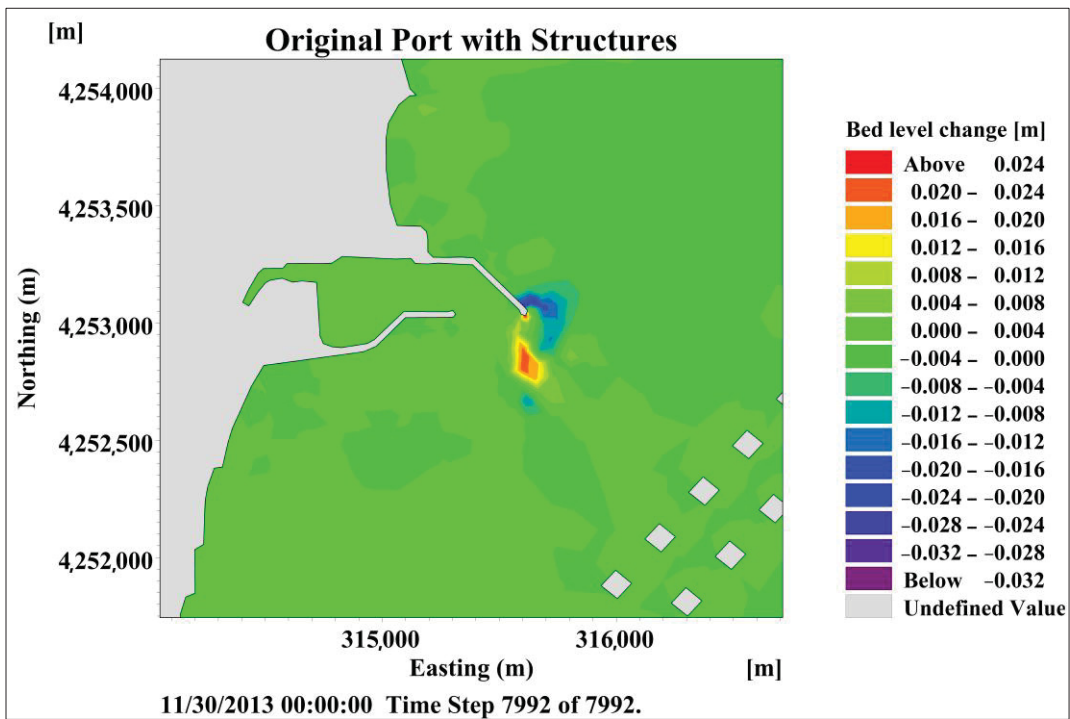 [m]
Original Port with Structures
4,254,000
4,253,500
4,253,000
4,252,500
4,252,000
Northing (m)
315,000
316,000
Easting (m)
[m]
11/30/2013 00:00:00 Time Step 7992 of 7992.
Bed level change [m]
Above 0.024
0.020 – 0.024
0.016 – 0.020
0.012 – 0.016
0.008 – 0.012
0.004 – 0.008
0.000 – 0.004
−0.004 – 0.000
−0.008 – −0.004
−0.012 – −0.008
−0.016 – −0.012
−0.020 – −0.016
−0.024 – −0.020
−0.028 – −0.024
−0.032 – −0.028
Below −0.032
Undefined Value